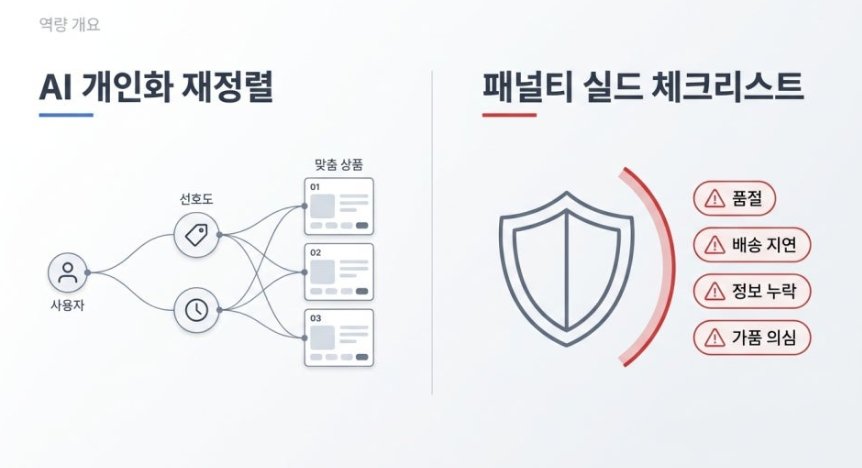 역량 개요
AI 개인화 재정렬
사용자
선호도
맞춤 상품
01
02
03
패널티 실드 체크리스트
품절
배송 지연
정보 누락
가품 의심